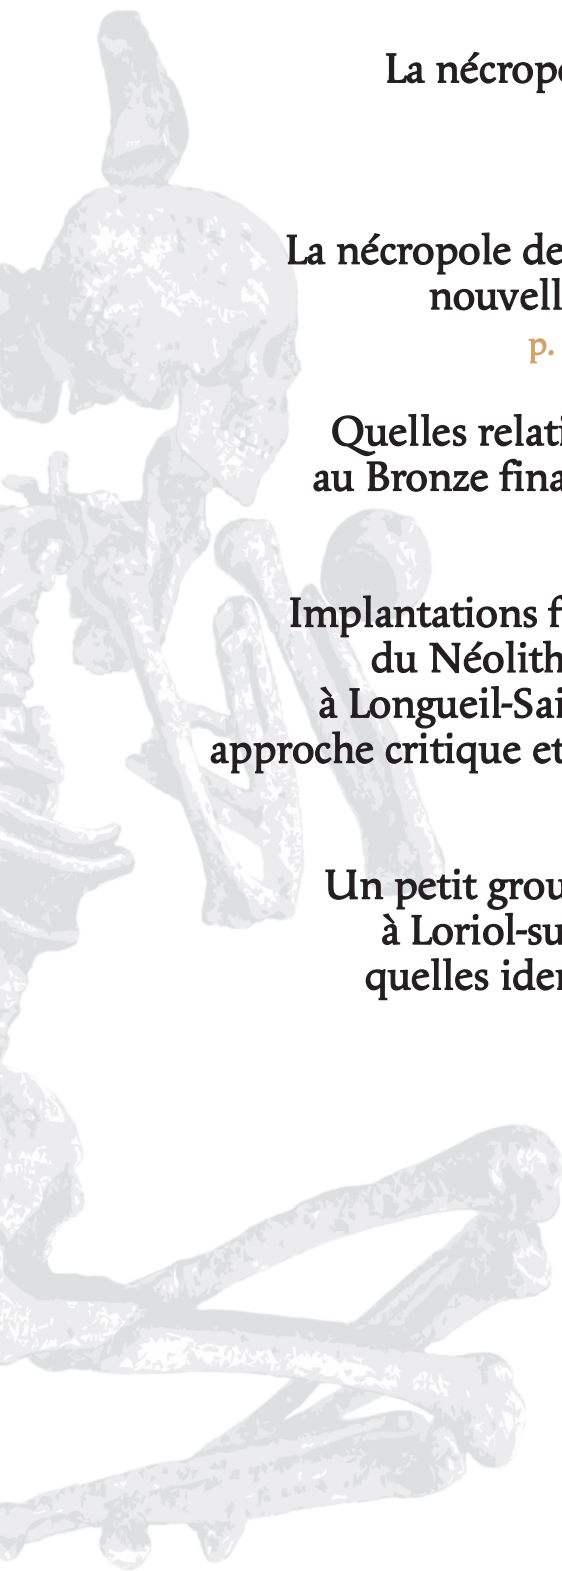 La nécropo
La nécropole de
nouvell
p.
Quelles relati
au Bronze fina
Implantations f
du Néolith
à Longueil-Sai
approche critique et
Un petit grou
à Loriol-su
quelles iden